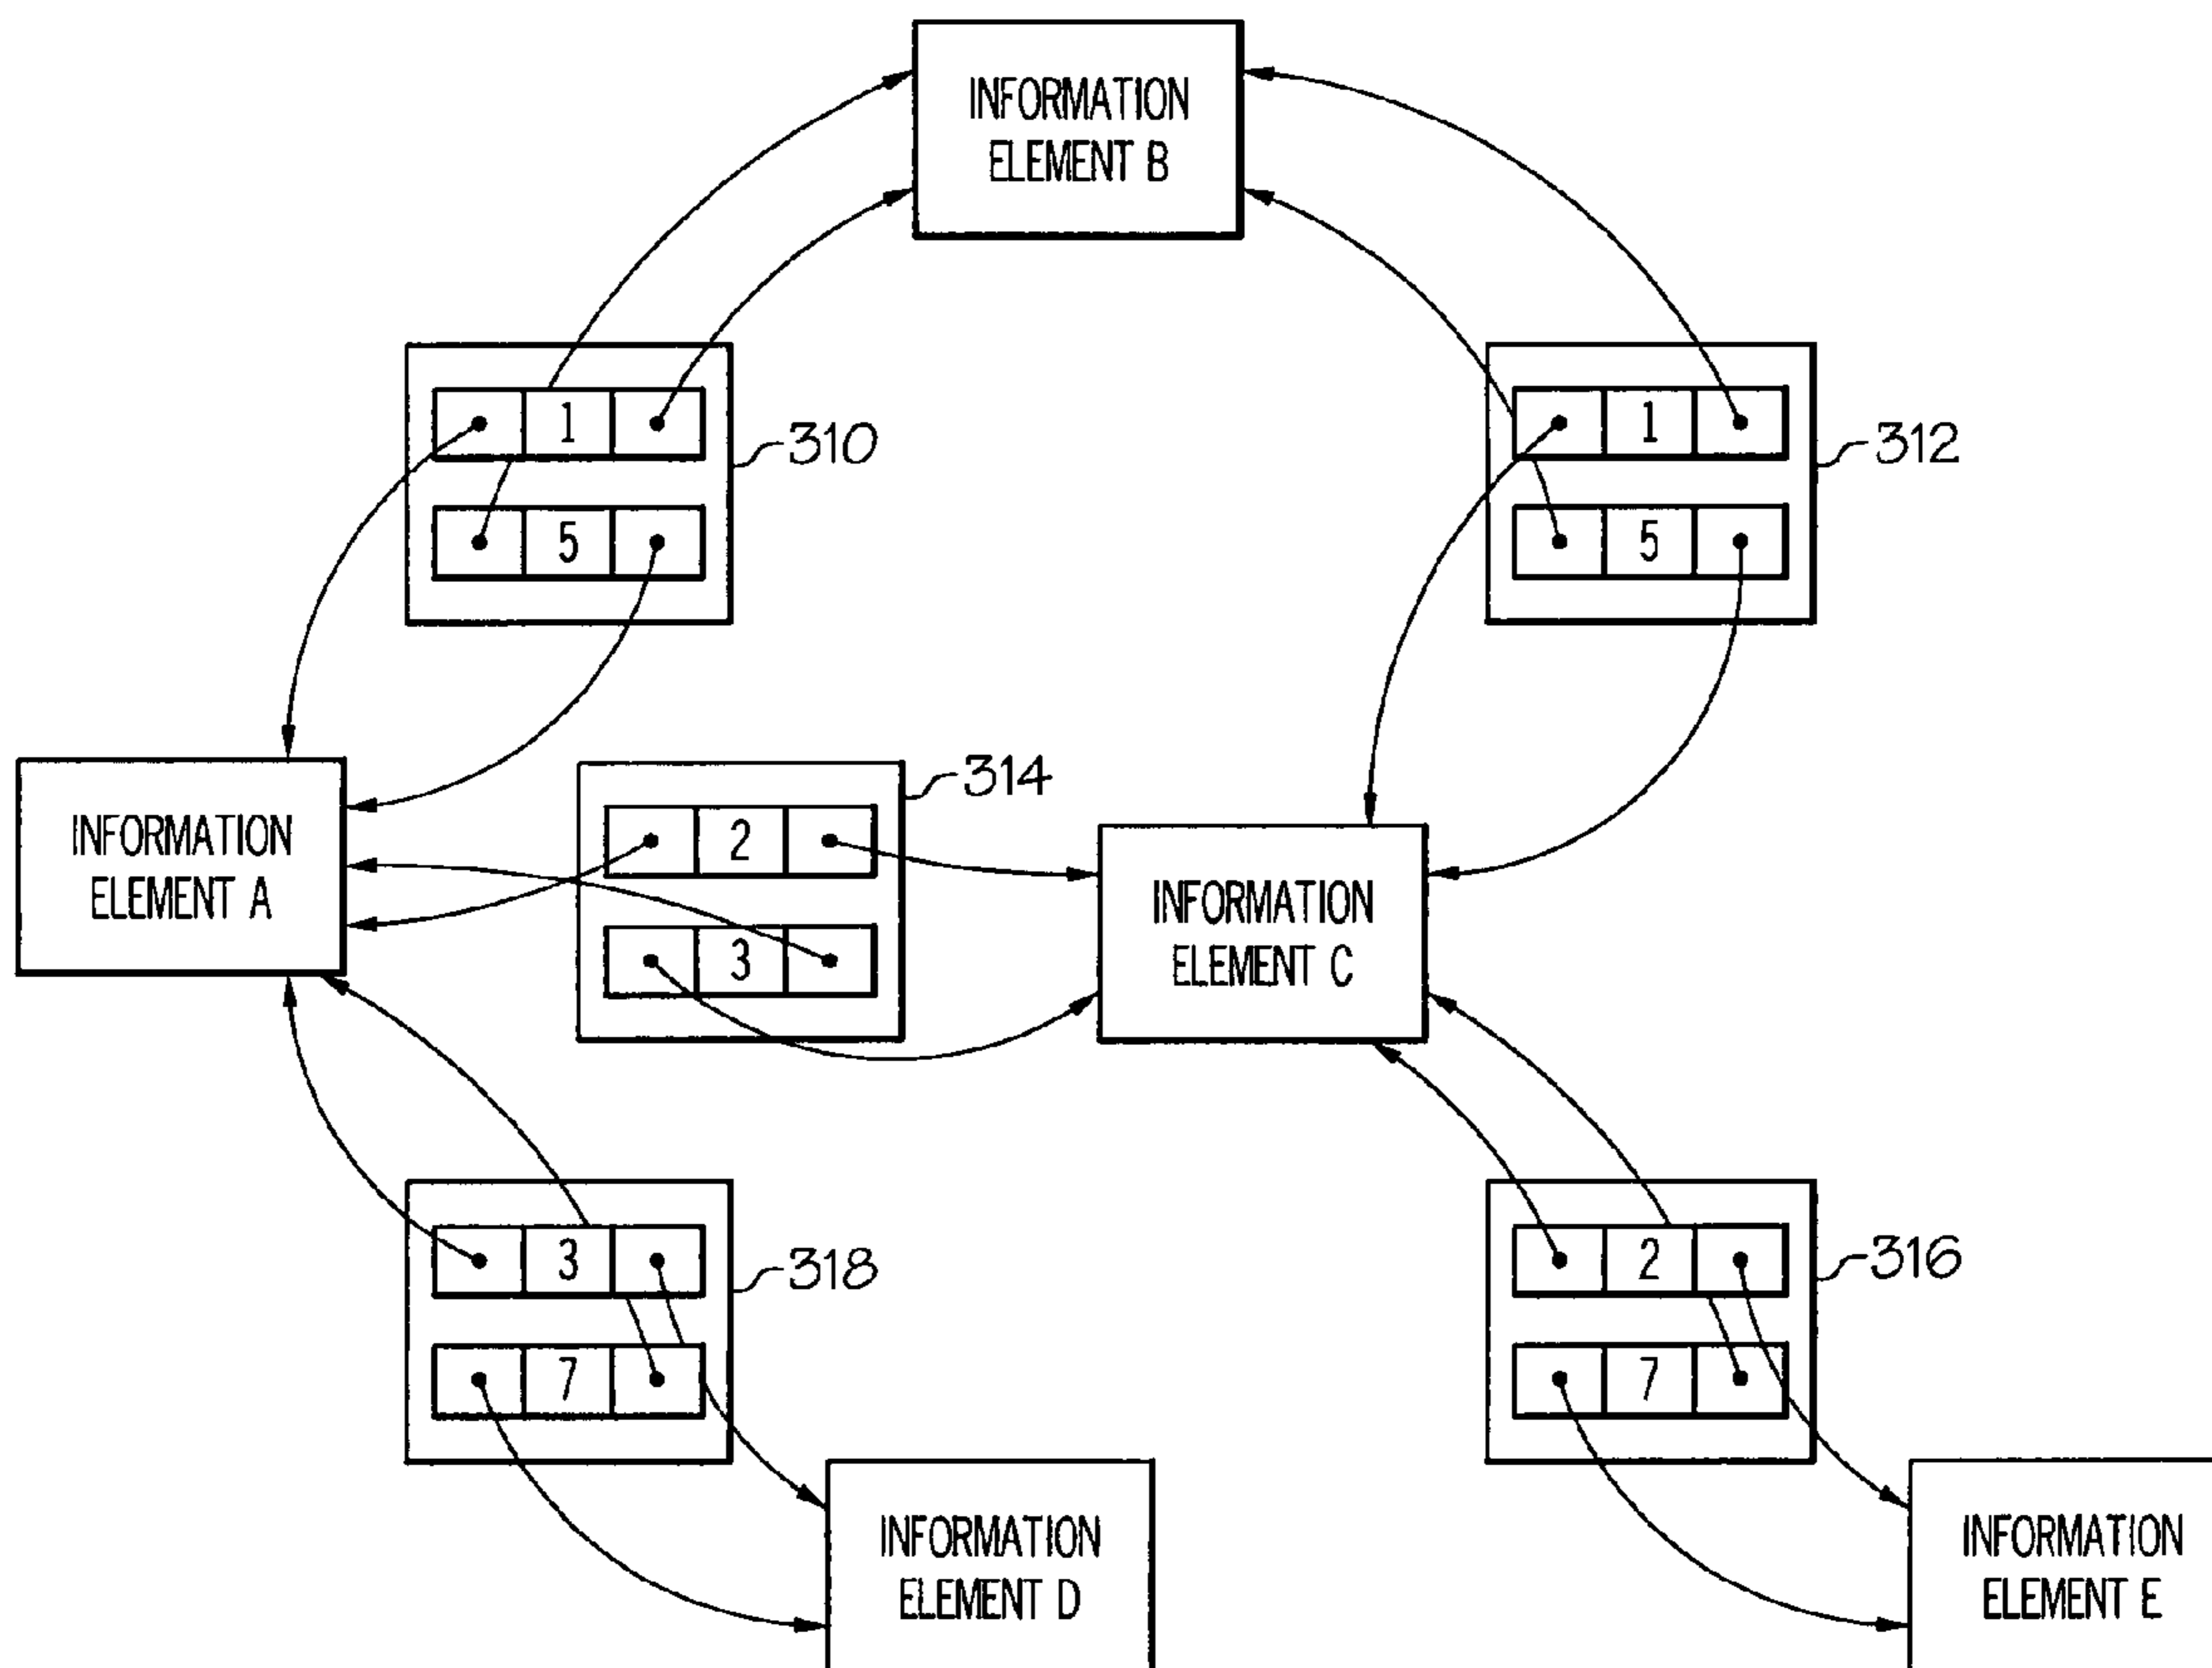 INFORMATION
ELEMENT B
1
5
310
1
5
312
INFORMATION
ELEMENT A
2
3
314
INFORMATION
ELEMENT C
3
7
318
2
7
316
INFORMATION
ELEMENT D
INFORMATION
ELEMENT E